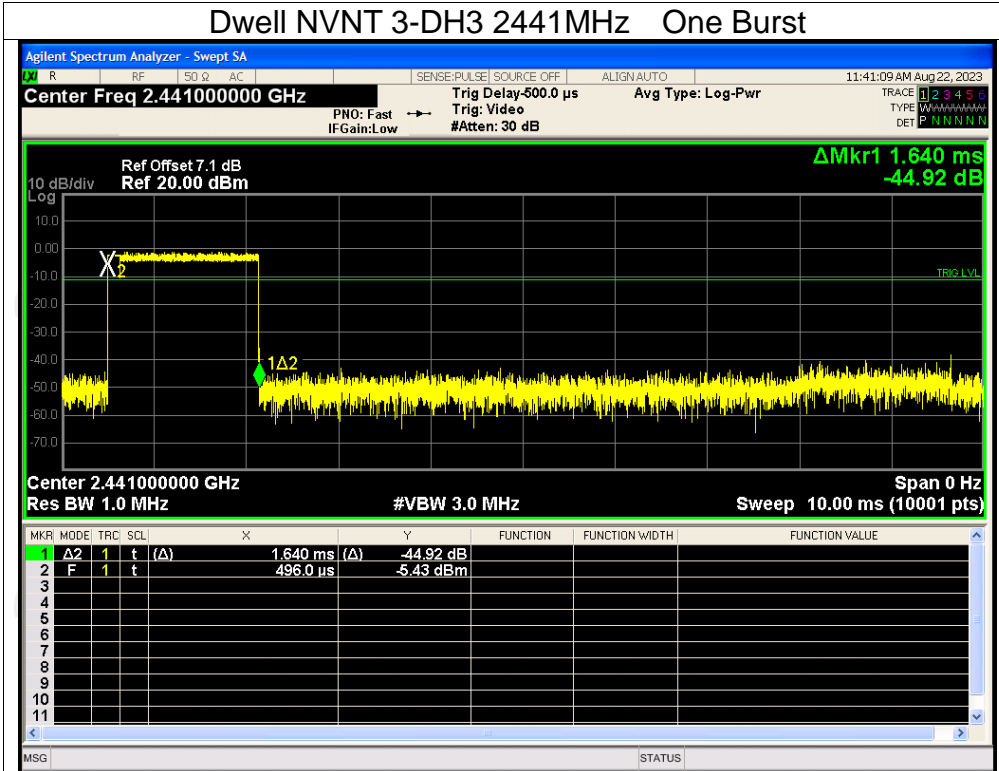 Dwell NVNT 3-DH3 2441MHz One Burst
Agilent Spectrum Analyzer - Swept SA
LXI R RF 50 Ω AC SENSE:PULSE SOURCE OFF ALIGN AUTO 11:41:09 AM Aug 22, 2023
Center Freq 2.441000000 GHz Trig Delay-500.0 µs Avg Type: Log-Pwr TRACE 1 2 3 4 5 6
PNO: Fast Trig: Video TYPE WWWWWW
IFGain:Low #Atten: 30 dB DET P N N N N N
ΔMkr1 1.640 ms
-44.92 dB
Ref Offset 7.1 dB
10 dB/div Ref 20.00 dBm
Log
10.0
0.00
-10.0
-20.0
-30.0
-40.0
-50.0
-60.0
-70.0
X2
TRIG LVL
1Δ2
Center 2.441000000 GHz Span 0 Hz
Res BW 1.0 MHz #VBW 3.0 MHz Sweep 10.00 ms (10001 pts)
MKR MODE TRC SCL X Y FUNCTION FUNCTION WIDTH FUNCTION VALUE
1 Δ2 1 t (Δ) 1.640 ms (Δ) -44.92 dB
2 F 1 t 496.0 µs -5.43 dBm
3
4
5
6
7
8
9
10
11
MSG STATUS